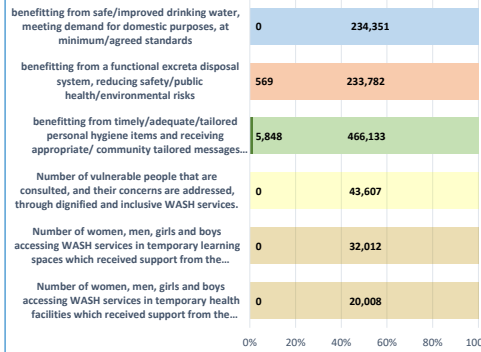 benefitting from safe/improved drinking water,
meeting demand for domestic purposes, at
minimum/agreed standards
0 234,351
benefitting from a functional excreta disposal
system, reducing safety/public
health/environmental risks
569 233,782
benefitting from timely/adequate/tailored
personal hygiene items and receiving
appropriate/ community tailored messages…
5,848 466,133
Number of vulnerable people that are
consulted, and their concerns are addressed,
through dignified and inclusive WASH services.
0 43,607
Number of women, men, girls and boys
accessing WASH services in temporary learning
spaces which received support from the…
0 32,012
Number of women, men, girls and boys
accessing WASH services in temporary health
facilities which received support from the…
0 20,008
0% 20% 40% 60% 80% 100